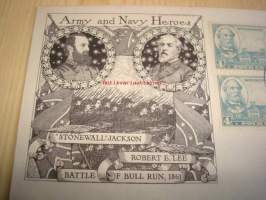 Army and Navy Heroes
"STONEWALL" JACKSON
ROBERT E. LEE
BATTLE OF BULL RUN, 1861